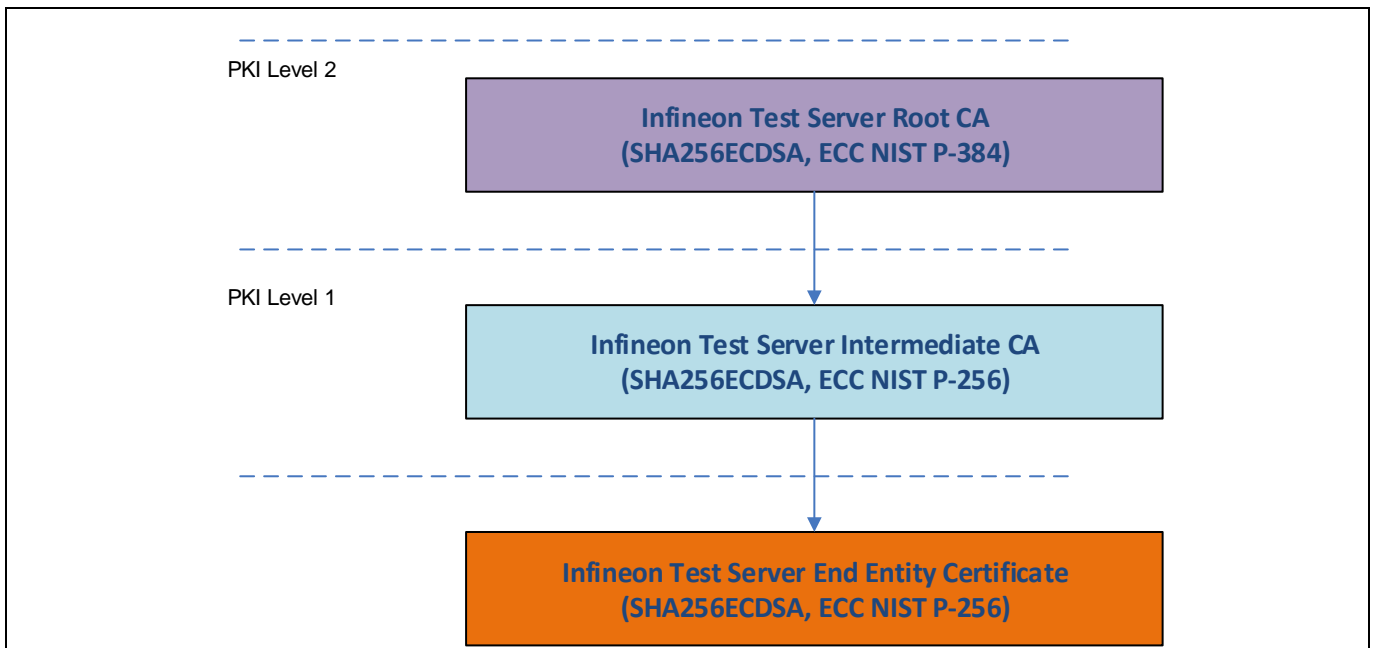 PKI Level 2
Infineon Test Server Root CA
(SHA256ECDSA, ECC NIST P-384)
PKI Level 1
Infineon Test Server Intermediate CA
(SHA256ECDSA, ECC NIST P-256)
Infineon Test Server End Entity Certificate
(SHA256ECDSA, ECC NIST P-256)